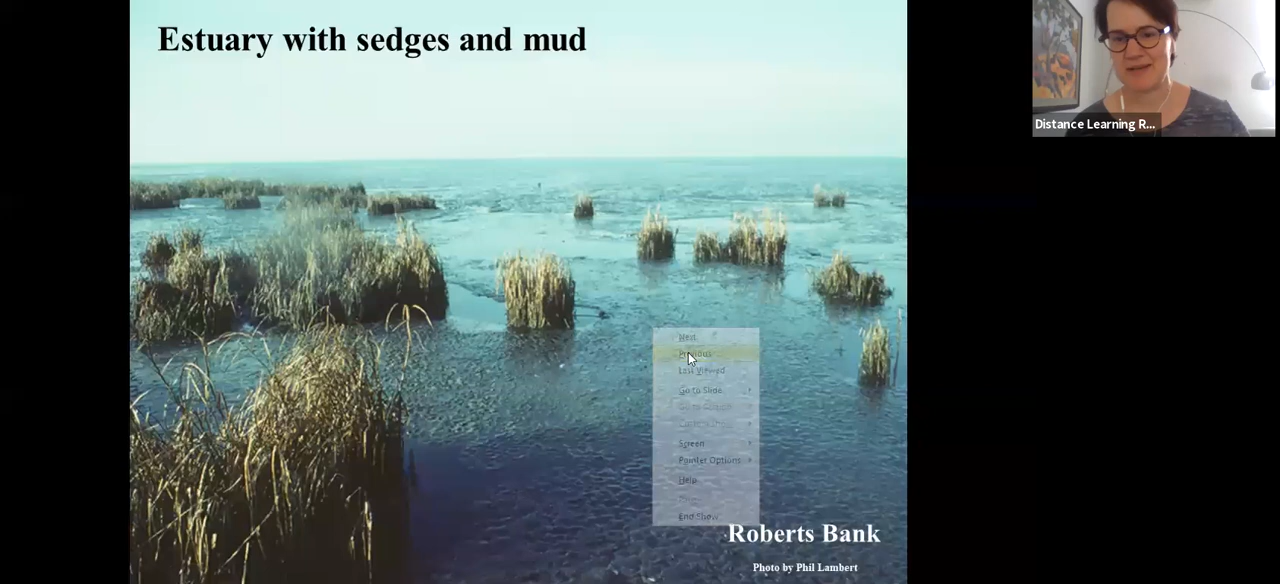 Estuary with sedges and mud
Distance Learning R...
Next
Previous
Last Viewed
Go to Slide
Screen
Pointer Options
Help
End Show
Roberts Bank
Photo by Phil Lambert